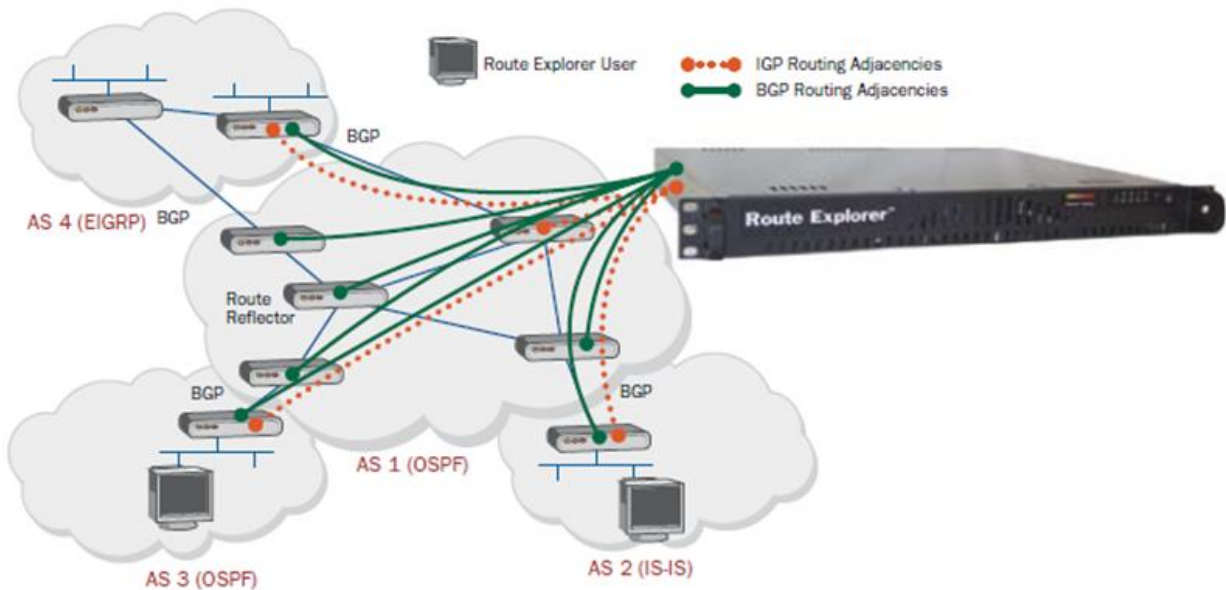 Route Explorer User
IGP Routing Adjacencies
BGP Routing Adjacencies
BGP
BGP
AS 4 (EIGRP)
Route Explorer™
Route
Reflector
BGP
BGP
AS 1 (OSPF)
AS 3 (OSPF)
AS 2 (IS-IS)